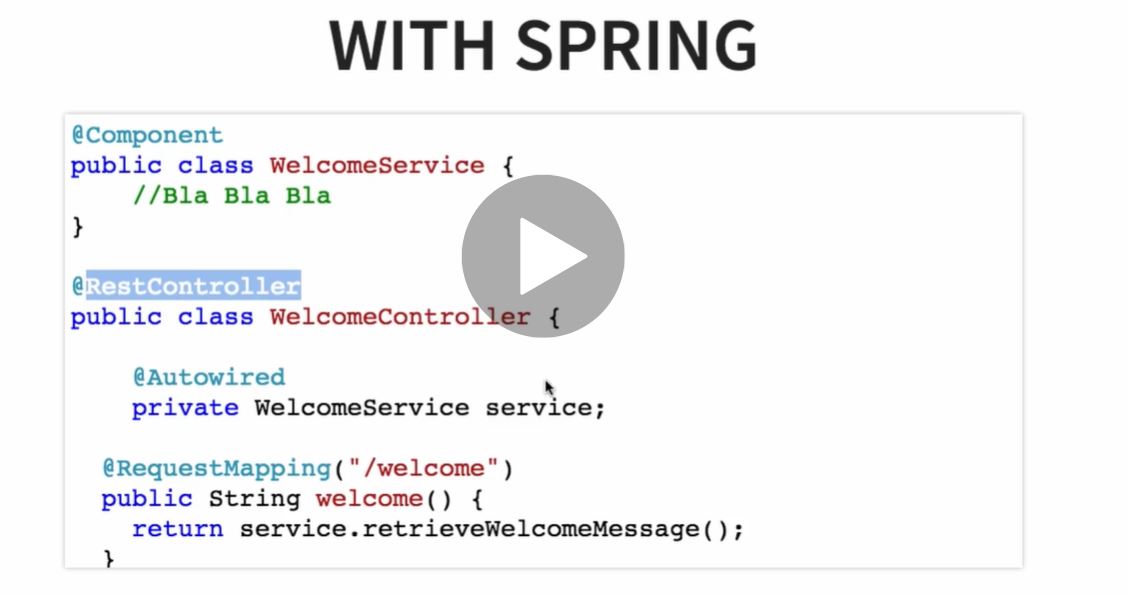 WITH SPRING
@Component
public class WelcomeService {
//Bla Bla Bla
}
@RestController
public class WelcomeController {
@Autowired
private WelcomeService service;
@RequestMapping("/welcome")
public String welcome() {
return service.retrieveWelcomeMessage();
}